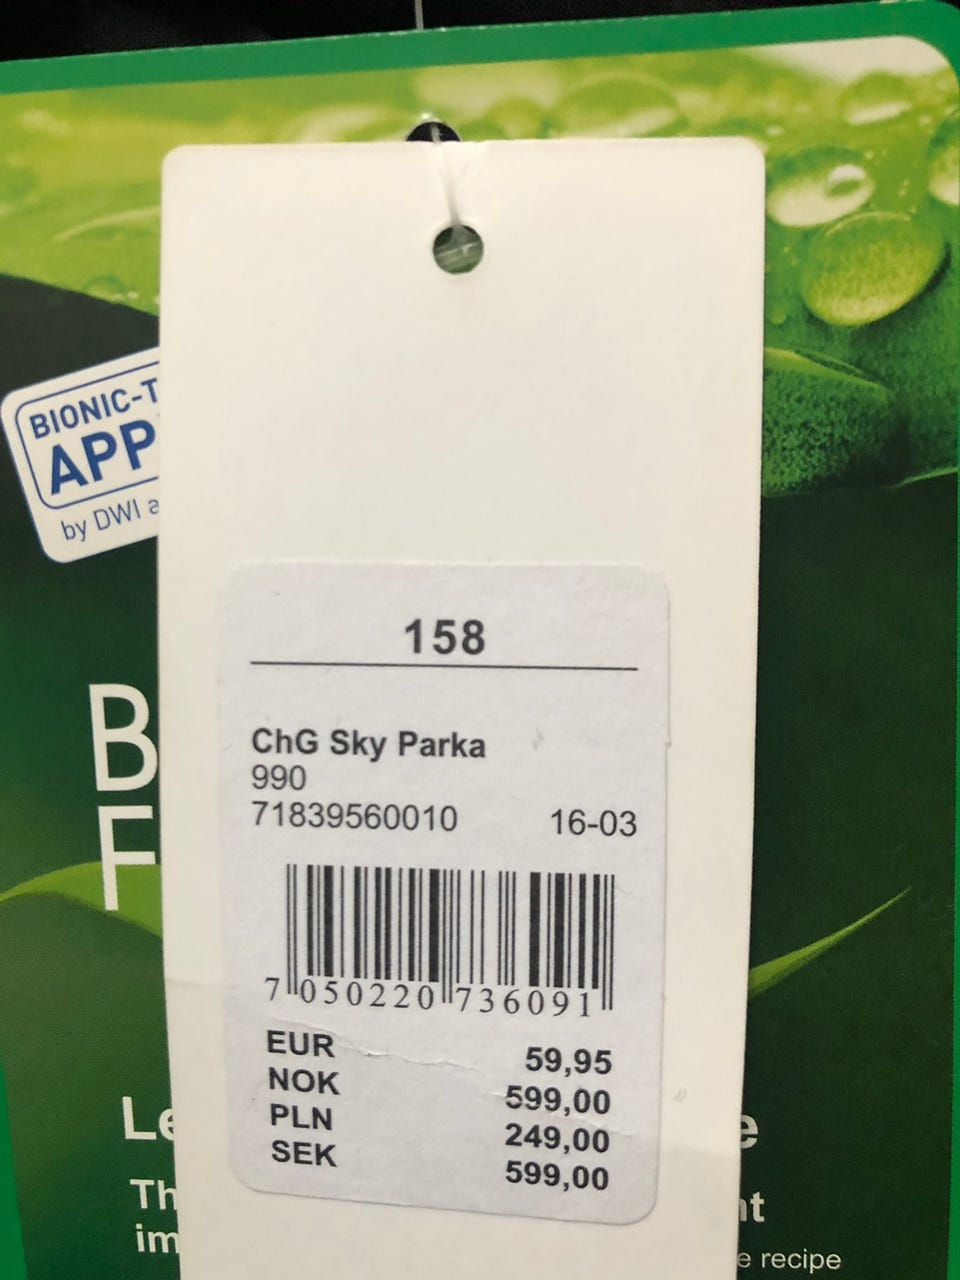 BIONIC-T
APP
by DWI a
B
F
Le
e
Th
nt
im
e recipe
158
ChG Sky Parka
990
71839560010 16-03
7 050220 736091
EUR 59,95
NOK 599,00
PLN 249,00
SEK 599,00